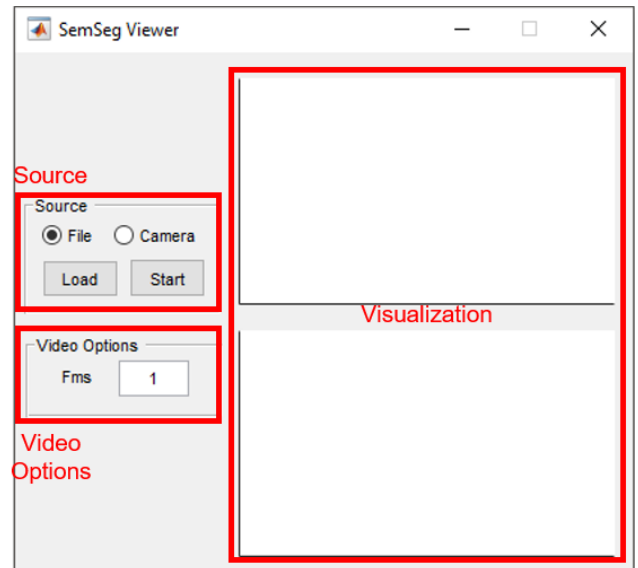 SemSeg Viewer
Source
Source
File Camera
Load Start
Visualization
Video Options
Fms 1
Video
Options